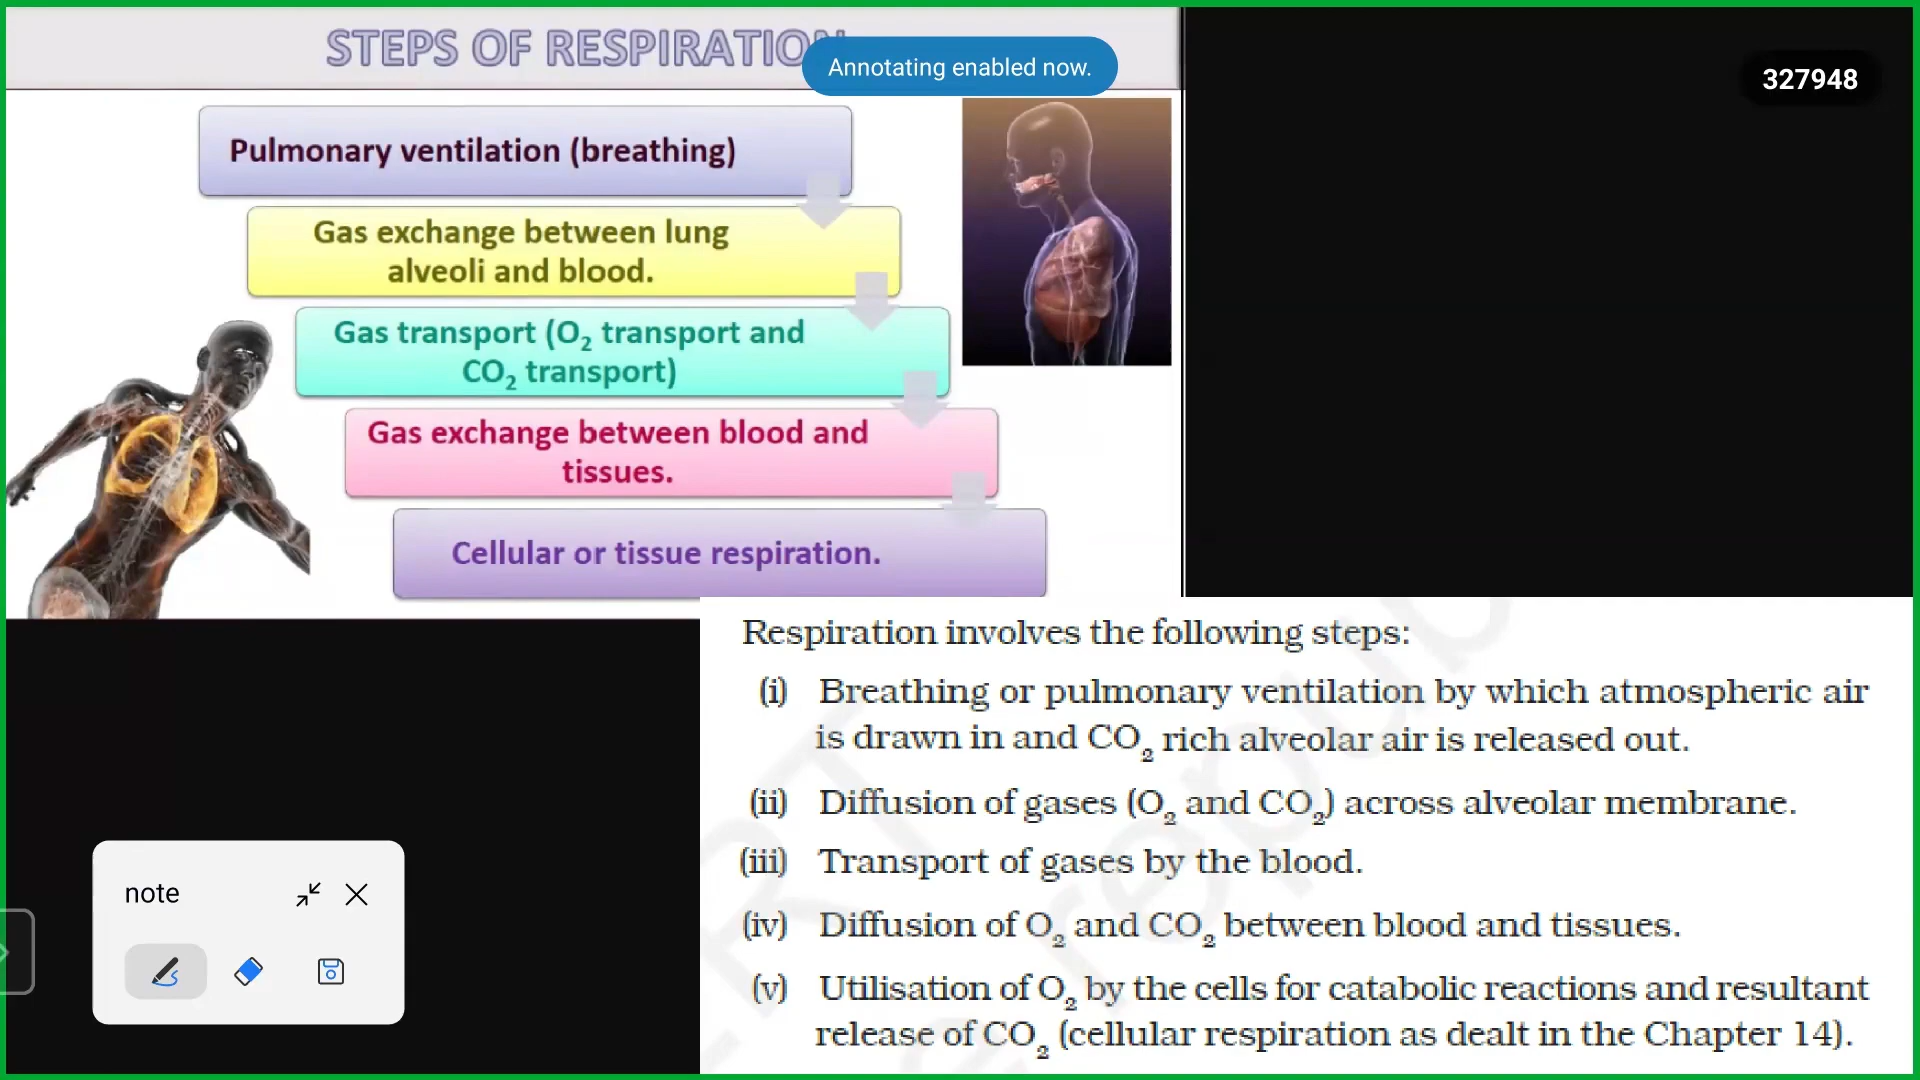 STEPS OF RESPIRATION
Annotating enabled now.
327948
Pulmonary ventilation (breathing)
Gas exchange between lung
alveoli and blood.
Gas transport (O₂ transport and
CO₂ transport)
Gas exchange between blood and
tissues.
Cellular or tissue respiration.
Respiration involves the following steps:
(i) Breathing or pulmonary ventilation by which atmospheric air
is drawn in and CO₂ rich alveolar air is released out.
(ii) Diffusion of gases (O₂ and CO₂) across alveolar membrane.
(iii) Transport of gases by the blood.
(iv) Diffusion of O₂ and CO₂ between blood and tissues.
(v) Utilisation of O₂ by the cells for catabolic reactions and resultant
release of CO₂ (cellular respiration as dealt in the Chapter 14).
note